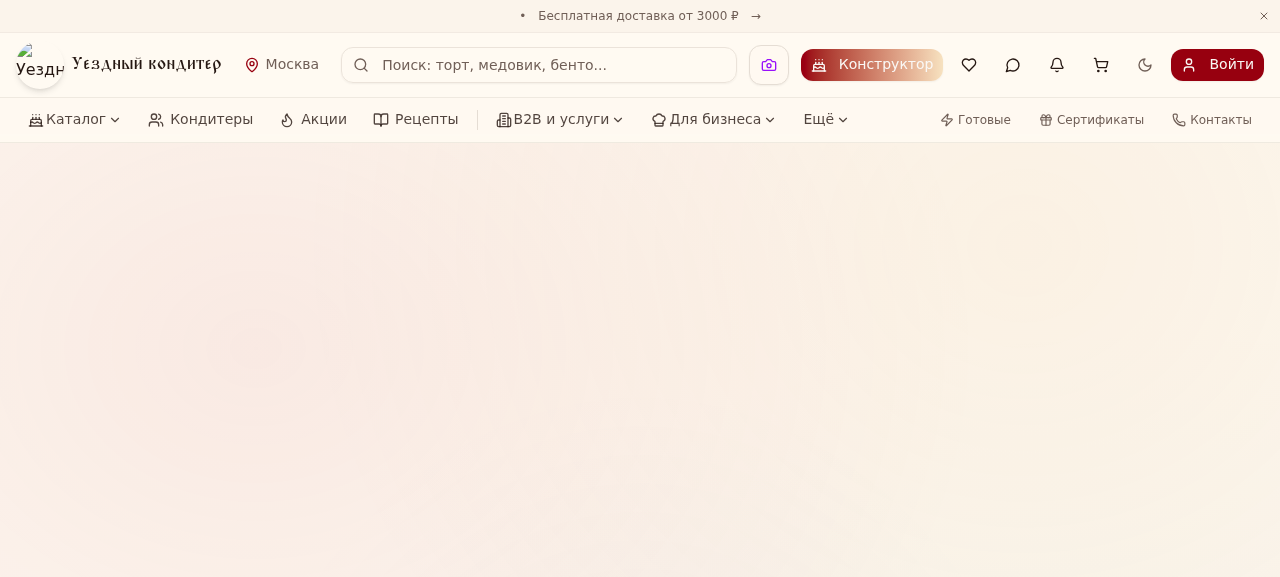 • Бесплатная доставка от 3000 ₽ →
Уездный кондитер
Москва
Поиск: торт, медовик, бенто...
Конструктор
Войти
Каталог
Кондитеры
Акции
Рецепты
B2B и услуги
Для бизнеса
Ещё
Готовые
Сертификаты
Контакты